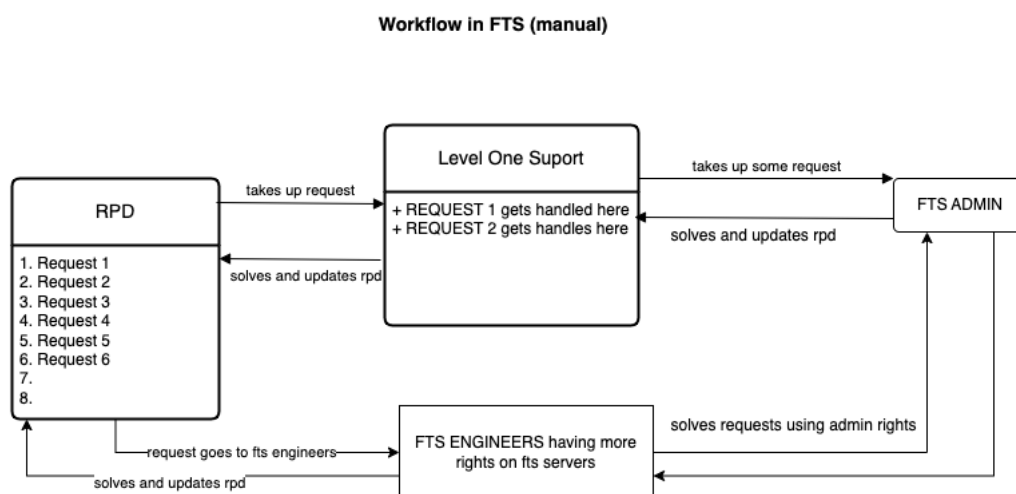 Workflow in FTS (manual)
Level One Suport
takes up some request
takes up request
RPD
+ REQUEST 1 gets handled here
+ REQUEST 2 gets handles here
FTS ADMIN
solves and updates rpd
solves and updates rpd
1. Request 1
2. Request 2
3. Request 3
4. Request 4
5. Request 5
6. Request 6
7.
8.
request goes to fts engineers
FTS ENGINEERS having more
rights on fts servers
solves requests using admin rights
solves and updates rpd